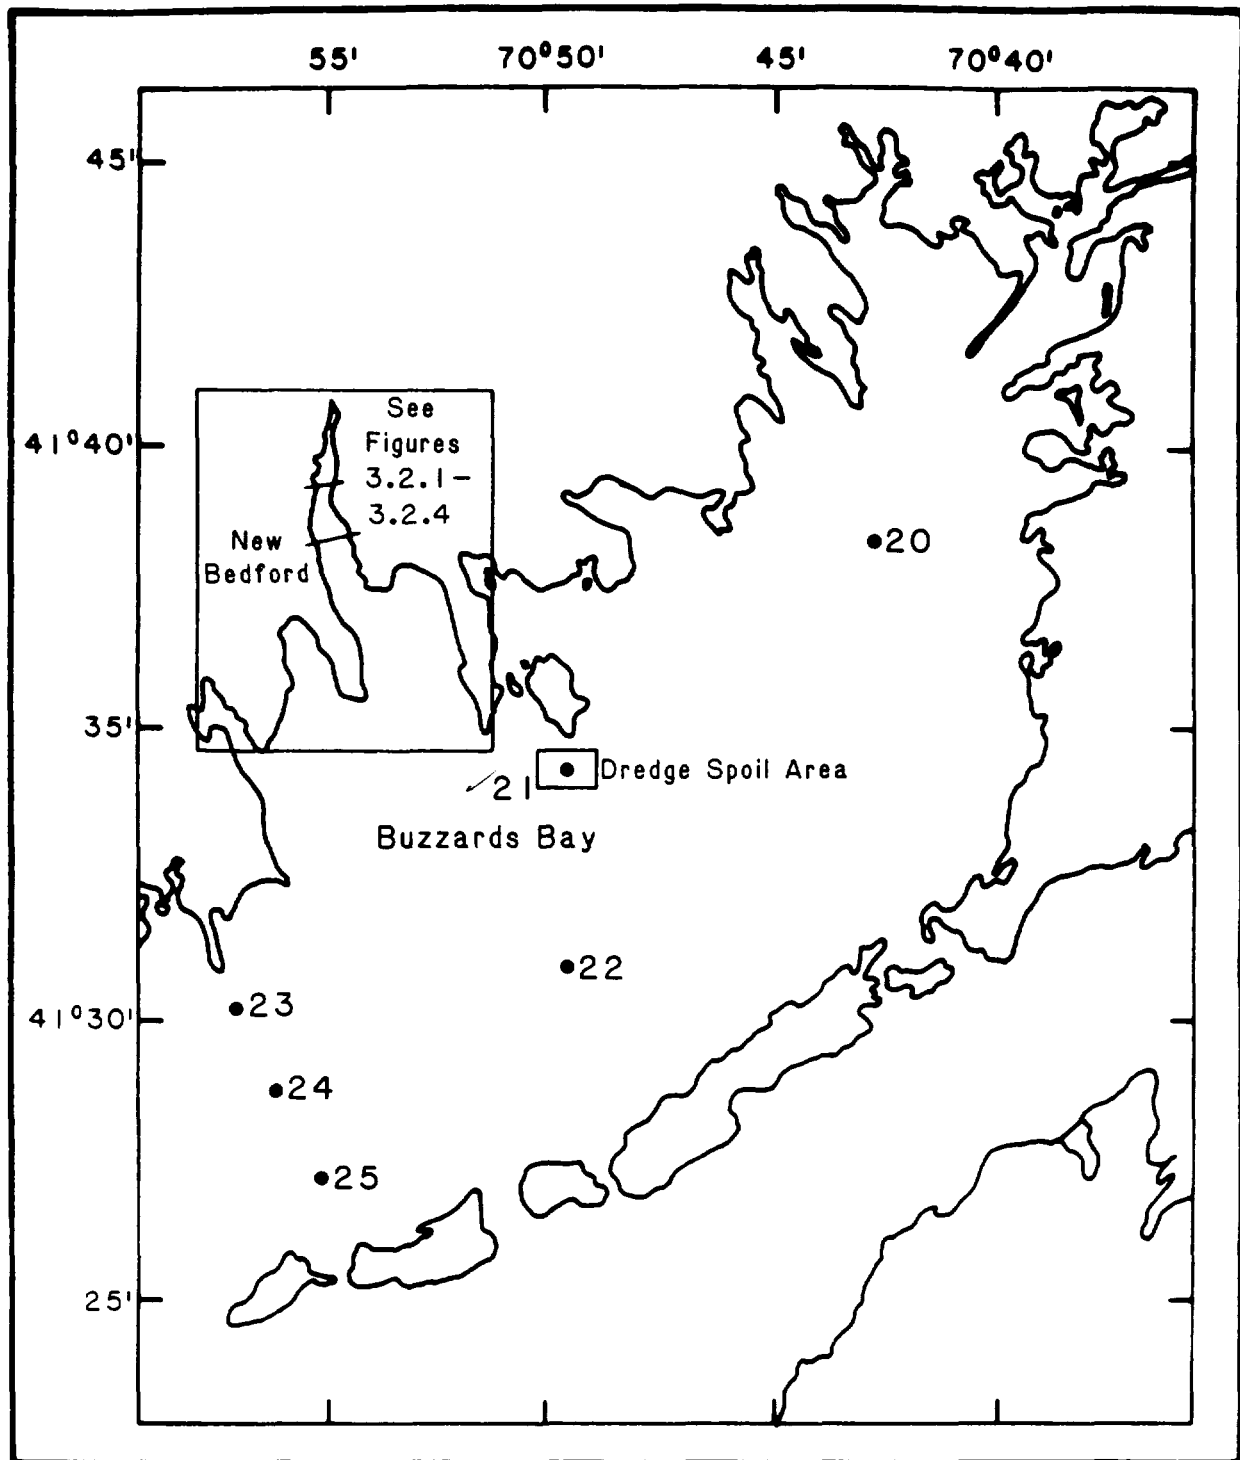 55' 70°50' 45' 70°40'
45'
See
Figures
41°40'
3.2.1-
3.2.4
New
Bedford
20
35'
Dredge Spoil Area
21
Buzzards Bay
22
23
41°30'
24
25
25'